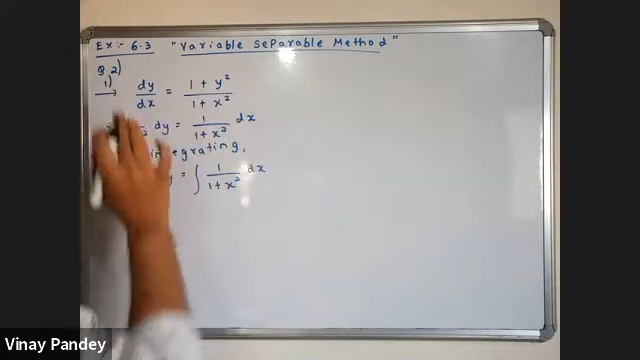 Ex:- 6.3 "Variable Separable Method"
Q.2)
1) → dy/dx = 1 + y² / 1 + x²
dy = 1 / 1 + x² dx
integrating,
y = ∫ 1 / 1 + x² dx
Vinay Pandey